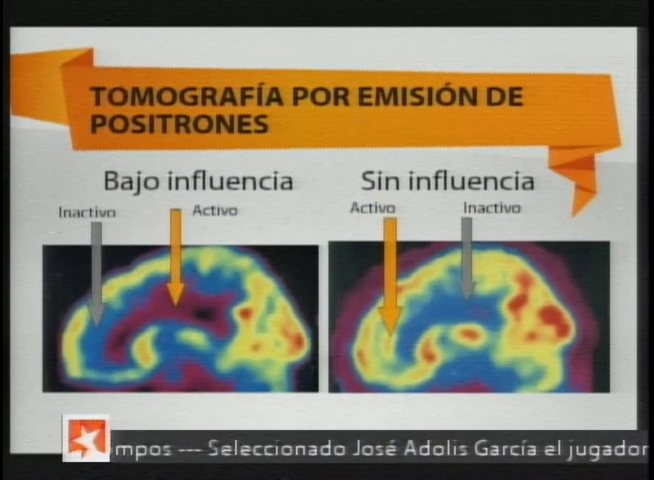 TOMOGRAFÍA POR EMISIÓN DE
POSITRONES
Bajo influencia Sin influencia
Inactivo Activo Activo Inactivo
ompos --- Seleccionado José Adolis García el jugador